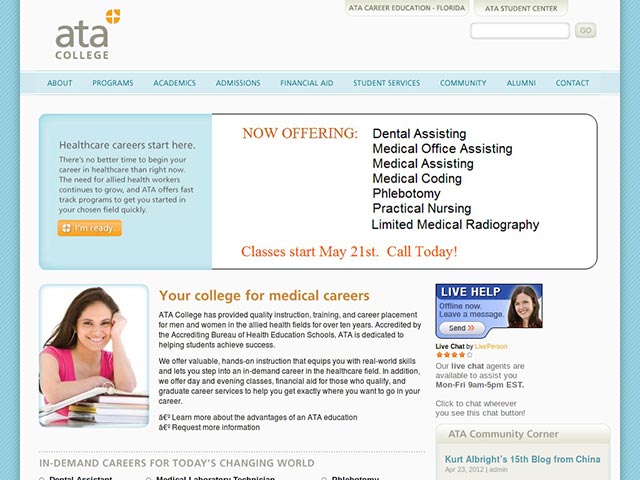 ATA CAREER EDUCATION - FLORIDA
ATA STUDENT CENTER
ata
COLLEGE
GO
ABOUT PROGRAMS ACADEMICS ADMISSIONS FINANCIAL AID STUDENT SERVICES COMMUNITY ALUMNI CONTACT
Healthcare careers start here.
There's no better time to begin your
career in healthcare than right now.
The need for allied health workers
continues to grow, and ATA offers fast
track programs to get you started in
your chosen field quickly.
I'm ready.
NOW OFFERING: Dental Assisting
Medical Office Assisting
Medical Assisting
Medical Coding
Phlebotomy
Practical Nursing
Limited Medical Radiography
Classes start May 21st. Call Today!
Your college for medical careers
ATA College has provided quality instruction, training, and career placement
for men and women in the allied health fields for over ten years. Accredited by
the Accrediting Bureau of Health Education Schools, ATA is dedicated to
helping students achieve success.
We offer valuable, hands-on instruction that equips you with real-world skills
and lets you step into an in-demand career in the healthcare field. In addition,
we offer day and evening classes, financial aid for those who qualify, and
graduate career services to help you get exactly where you want to go in your
career.
â€² Learn more about the advantages of an ATA education
â€² Request more information
LIVE HELP
Offline now.
Leave a message.
Send >>
Live Chat by LivePerson
Our live chat agents are
available to assist you
Mon-Fri 9am-5pm EST.
Click to chat wherever
you see this chat button!
ATA Community Corner
Kurt Albright's 15th Blog from China
Apr 23, 2012 | admin
IN-DEMAND CAREERS FOR TODAY'S CHANGING WORLD
Dental Assistant Medical Laboratory Technician Phlebotomy